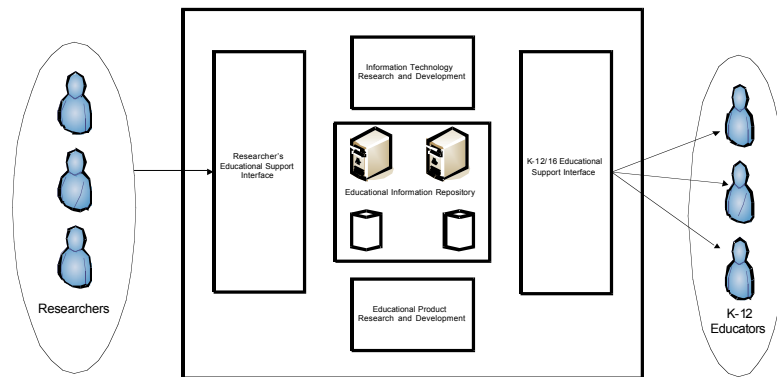 Researchers
Researcher's
Educational Support
Interface
Information Technology
Research and Development
Educational Information Repository
Educational Product
Research and Development
K-12/16 Educational
Support Interface
K-12
Educators